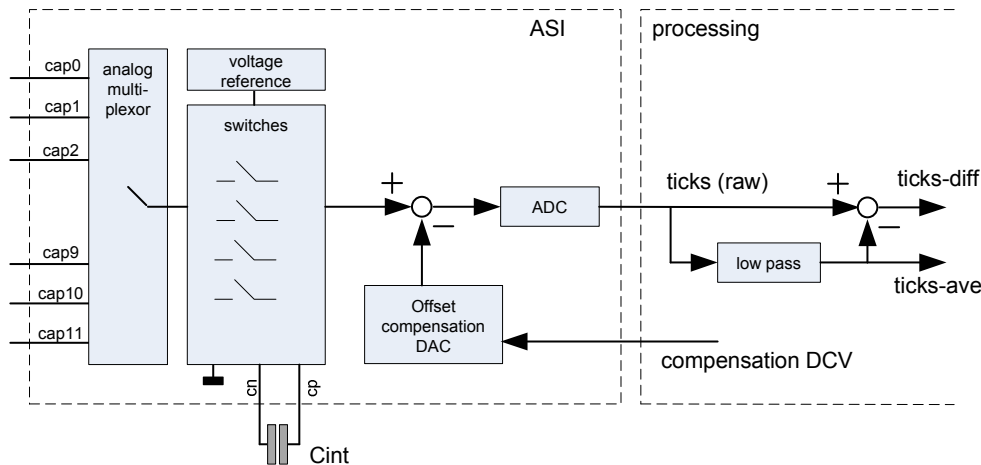 ASI
processing
cap0
cap1
cap2
cap9
cap10
cap11
analog
multi-
plexor
voltage
reference
switches
cn
cp
Cint
+
−
ADC
Offset
compensation
DAC
ticks (raw)
+
−
ticks-diff
low pass
ticks-ave
compensation DCV